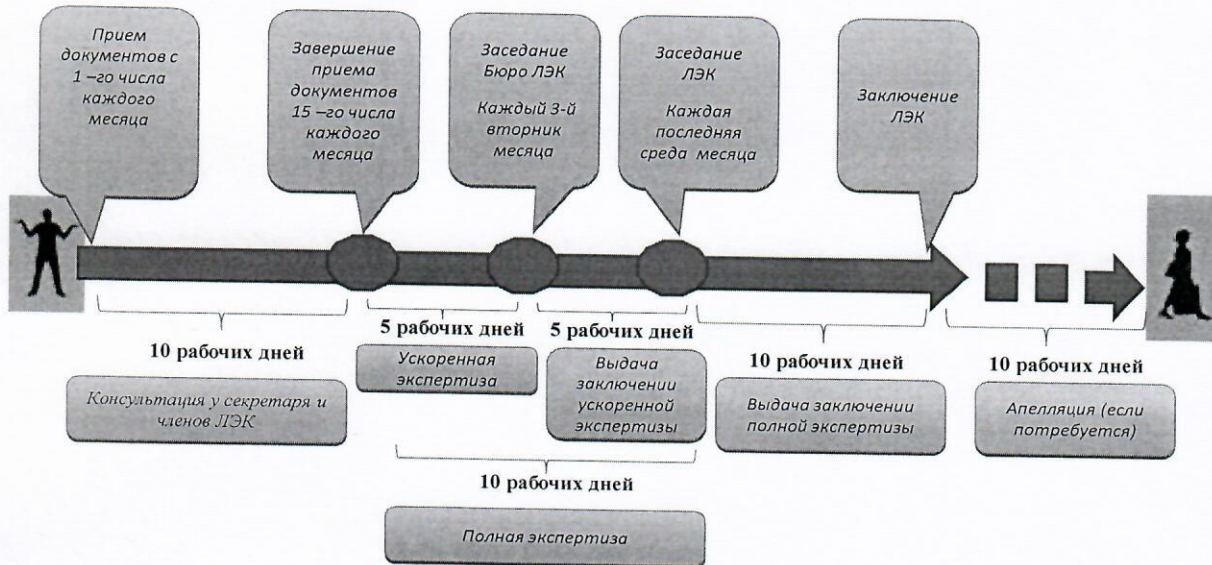 Прием
документов с
1 –го числа
каждого
месяца
Завершение
приема
документов
15 –го числа
каждого
месяца
Заседание
Бюро ЛЭК
Каждый 3-й
вторник
месяца
Заседание
ЛЭК
Каждая
последняя
среда месяца
Заключение
ЛЭК
10 рабочих дней
5 рабочих дней
5 рабочих дней
10 рабочих дней
10 рабочих дней
Консультация у секретаря и
членов ЛЭК
Ускоренная
экспертиза
Выдача
заключении
ускоренной
экспертизы
Выдача заключении
полной экспертизы
Апелляция (если
потребуется)
10 рабочих дней
Полная экспертиза